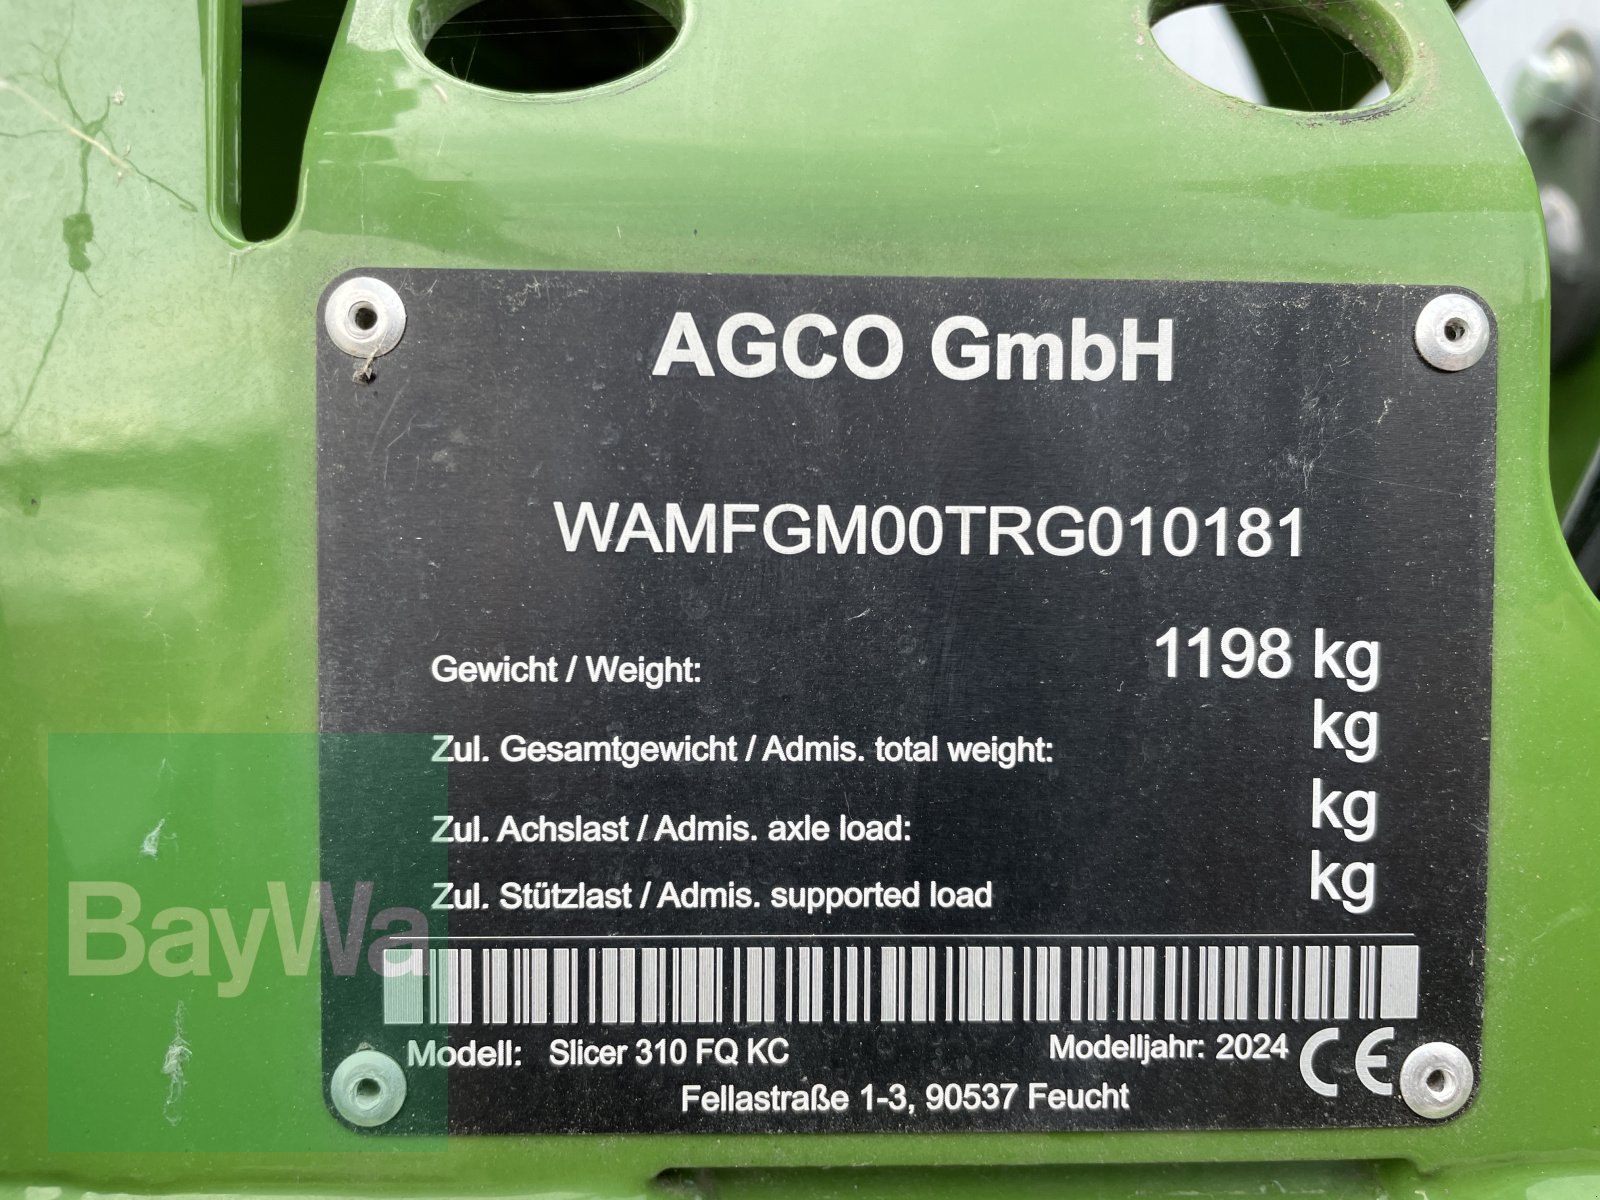 AGCO GmbH
WAMFGM00TRG010181
Gewicht / Weight: 1198 kg
Zul. Gesamtgewicht / Admis. total weight: kg
Zul. Achslast / Admis. axle load: kg
Zul. Stützlast / Admis. supported load kg
BayWa
Modell: Slicer 310 FQ KC Modelljahr: 2024 CE
Fellastraße 1-3, 90537 Feucht